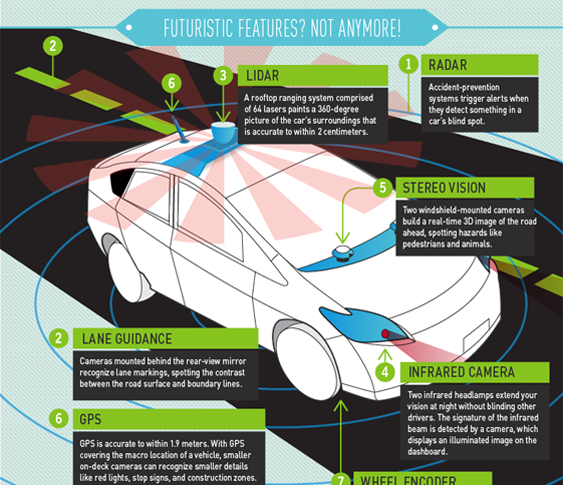 FUTURISTIC FEATURES? NOT ANYMORE!
2
6
3
LIDAR
A rooftop ranging system comprised
of 64 lasers paints a 360-degree
picture of the car's surroundings that
is accurate to within 2 centimeters.
1
RADAR
Accident-prevention
systems trigger alerts when
they detect something in a
car's blind spot.
5
STEREO VISION
Two windshield-mounted cameras
build a real-time 3D image of the road
ahead, spotting hazards like
pedestrians and animals.
2
LANE GUIDANCE
Cameras mounted behind the rear-view mirror
recognize lane markings, spotting the contrast
between the road surface and boundary lines.
4
INFRARED CAMERA
Two infrared headlamps extend your
vision at night without blinding other
drivers. The signature of the infrared
beam is detected by a camera, which
displays an illuminated image on the
dashboard.
6
GPS
GPS is accurate to within 1.9 meters. With GPS
covering the macro location of a vehicle, smaller
on-deck cameras can recognize smaller details
like red lights, stop signs, and construction zones.
7
WHEEL ENCODER